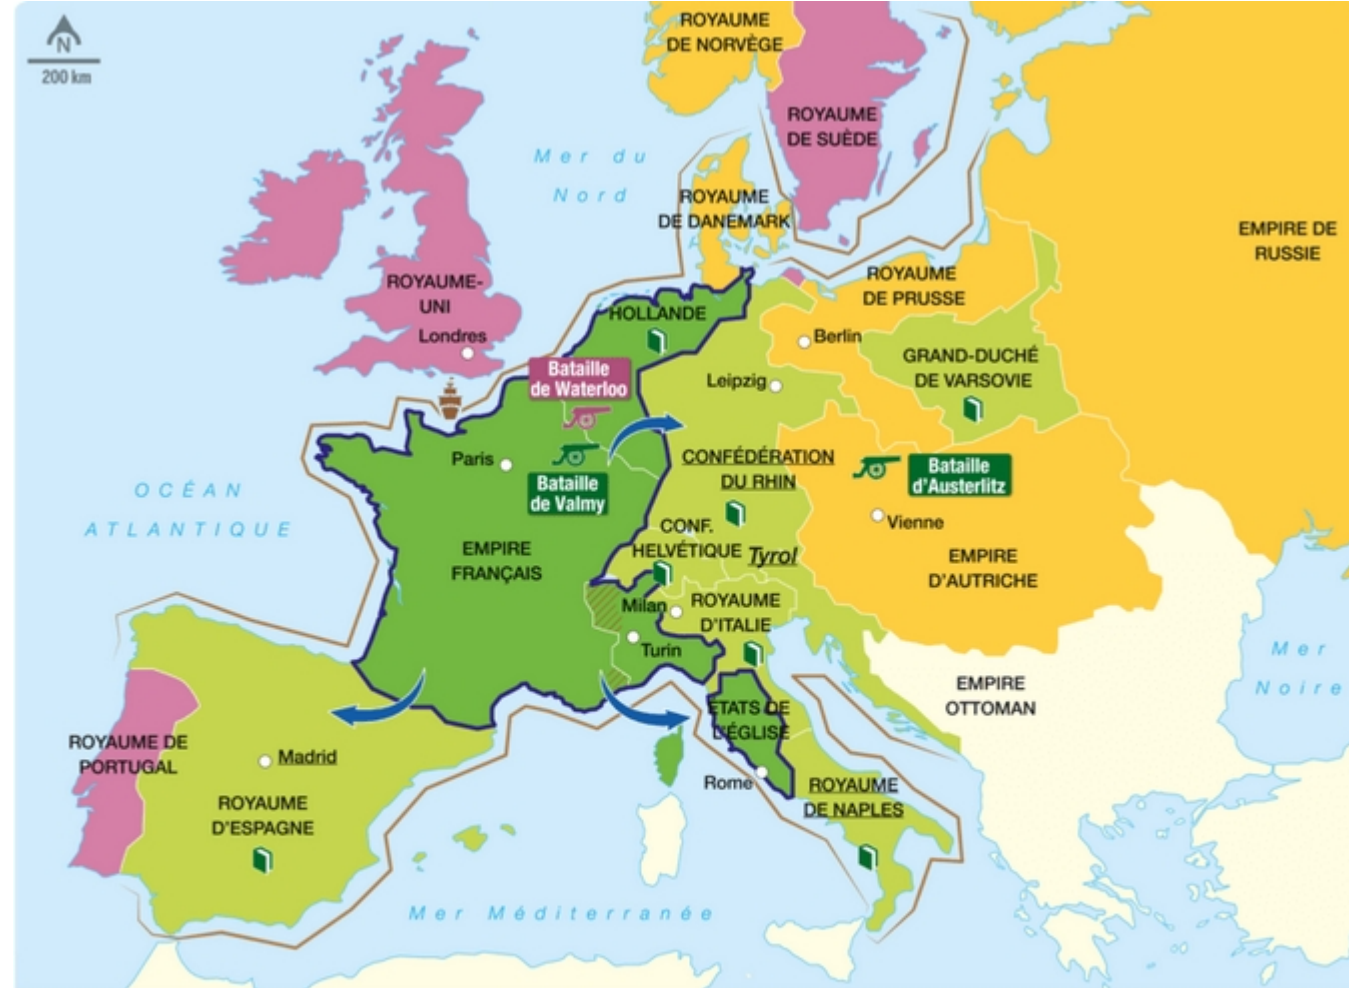 N
200 km
ROYAUME
DE NORVÈGE
ROYAUME
DE SUÈDE
Mer du
Nord
ROYAUME
DE DANEMARK
EMPIRE DE
RUSSIE
ROYAUME
DE PRUSSE
ROYAUME-
UNI
Londres
HOLLANDE
Berlin
GRAND-DUCHÉ
DE VARSOVIE
Bataille
de Waterloo
Leipzig
Paris
CONFÉDÉRATION
DU RHIN
Bataille
d'Austerlitz
Bataille
de Valmy
OCÉAN
ATLANTIQUE
Vienne
CONF.
HELVÉTIQUE
Tyrol
EMPIRE
FRANÇAIS
EMPIRE
D'AUTRICHE
Milan
ROYAUME
D'ITALIE
Turin
Mer
Noire
EMPIRE
OTTOMAN
ÉTATS DE
L'ÉGLISE
ROYAUME DE
PORTUGAL
Madrid
Rome
ROYAUME
DE NAPLES
ROYAUME
D'ESPAGNE
Mer Méditerranée